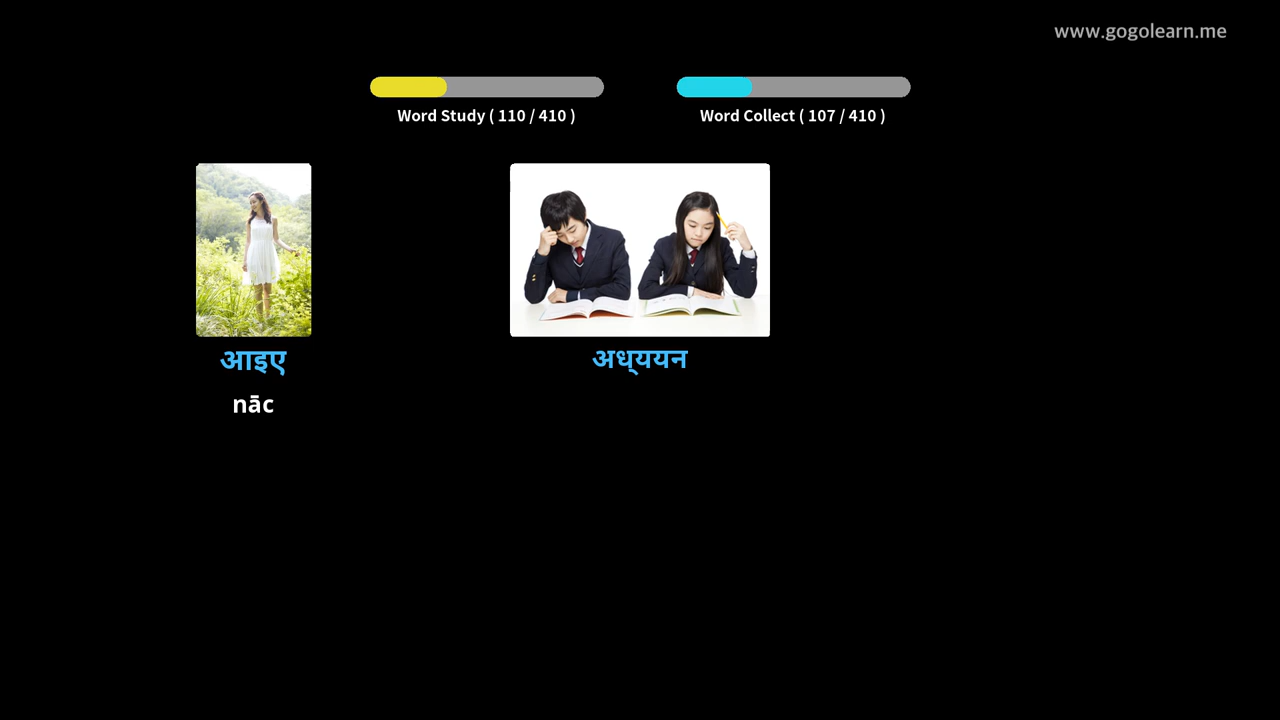 www.gogolearn.me
Word Study ( 110 / 410 )
Word Collect ( 107 / 410 )
आइए
अध्ययन
nāc